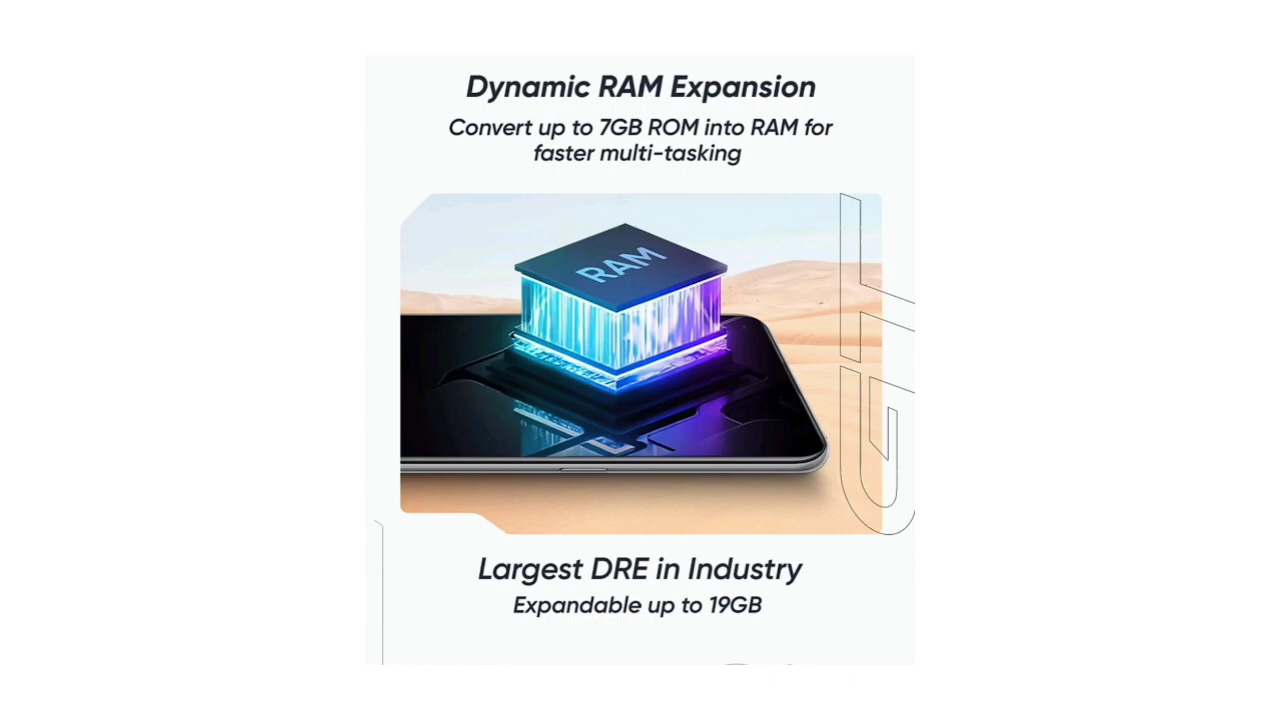 Dynamic RAM Expansion
Convert up to 7GB ROM into RAM for
faster multi-tasking
RAM
Largest DRE in Industry
Expandable up to 19GB